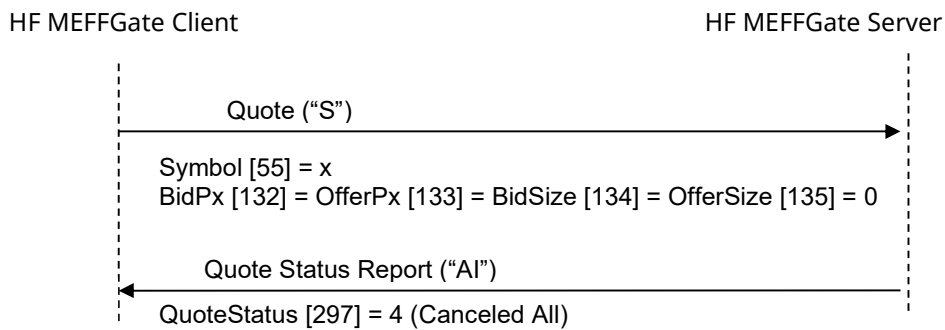 HF MEFFGate Client
HF MEFFGate Server
Quote (“S”)
Symbol [55] = x
BidPx [132] = OfferPx [133] = BidSize [134] = OfferSize [135] = 0
Quote Status Report (“AI”)
QuoteStatus [297] = 4 (Canceled All)